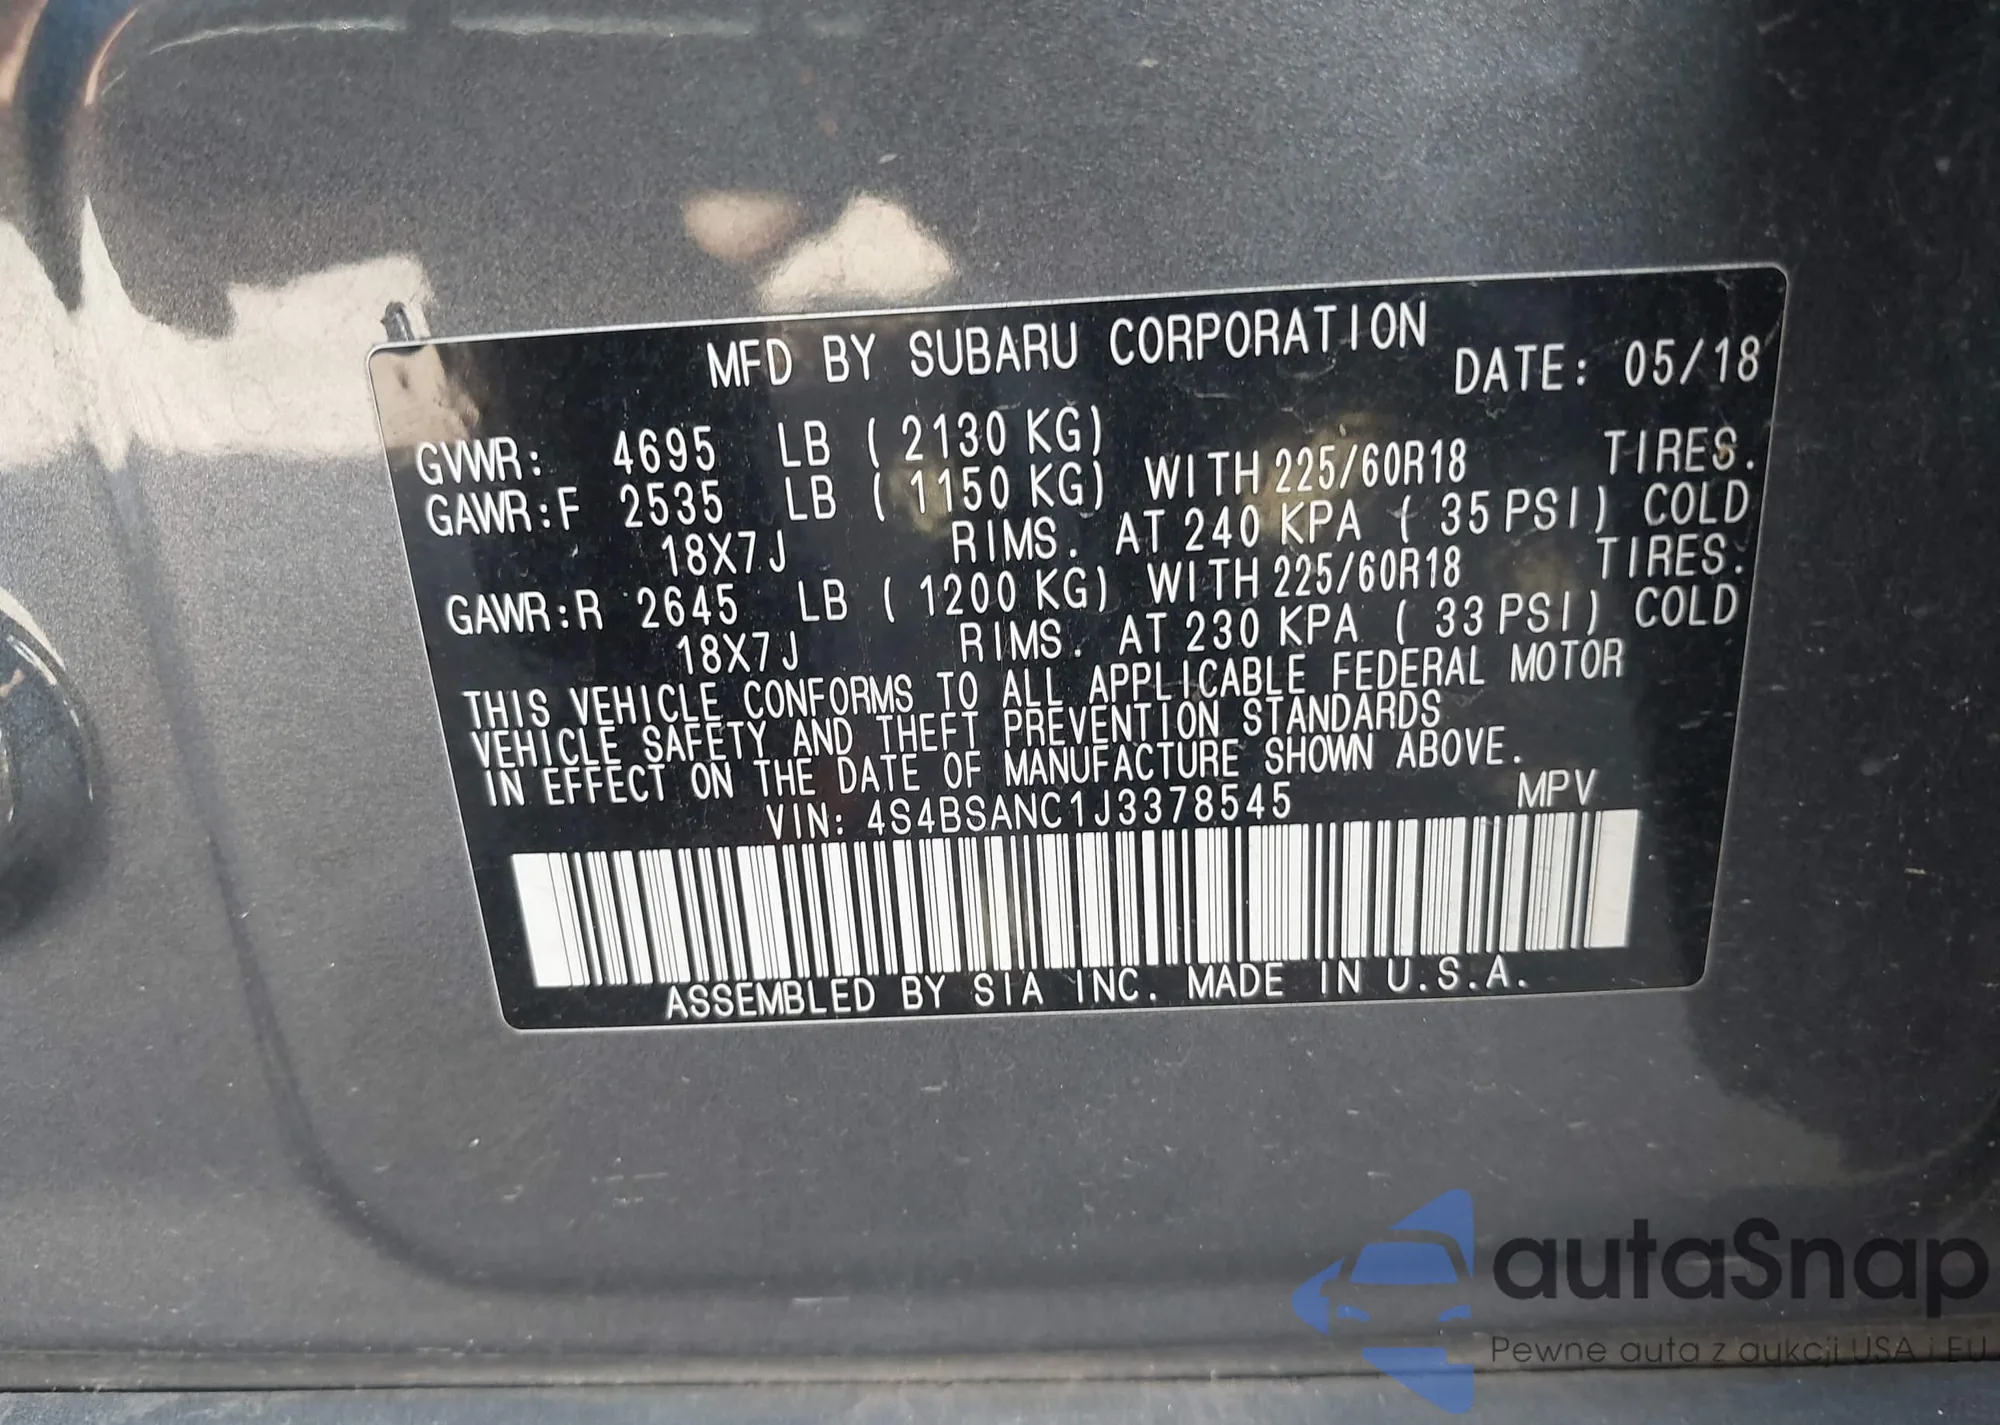 MFD BY SUBARU CORPORATION DATE: 05/18
GVWR: 4695 LB ( 2130 KG)
GAWR:F 2535 LB ( 1150 KG) WITH 225/60R18 TIRES.
18X7J RIMS. AT 240 KPA ( 35 PSI) COLD
GAWR:R 2645 LB ( 1200 KG) WITH 225/60R18 TIRES.
18X7J RIMS. AT 230 KPA ( 33 PSI) COLD
THIS VEHICLE CONFORMS TO ALL APPLICABLE FEDERAL MOTOR
VEHICLE SAFETY AND THEFT PREVENTION STANDARDS
IN EFFECT ON THE DATE OF MANUFACTURE SHOWN ABOVE.
VIN: 4S4BSANC1J3378545 MPV
ASSEMBLED BY SIA INC. MADE IN U.S.A.
autaSnap
Pewne auta z aukcji USA i EU